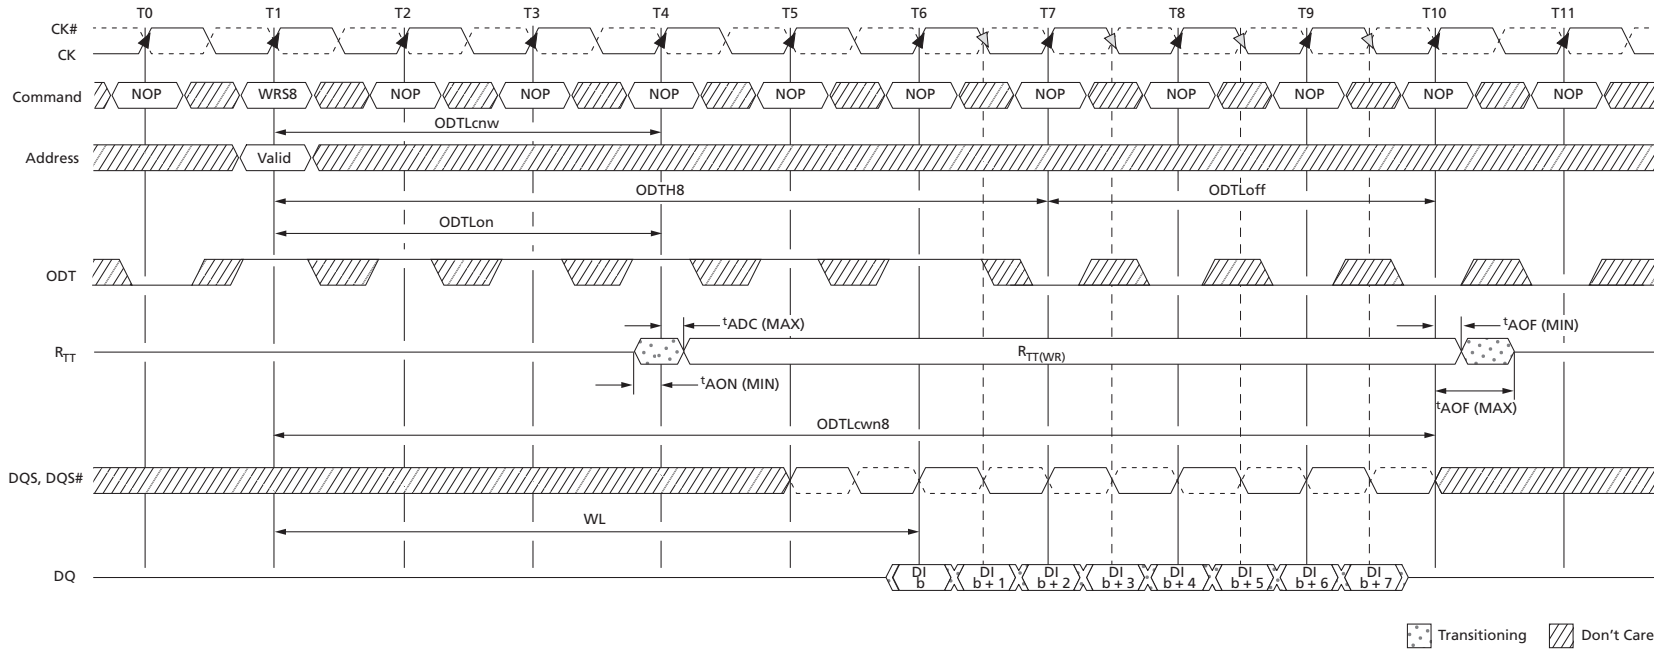 T0 T1 T2 T3 T4 T5 T6 T7 T8 T9 T10 T11
CK#
CK
Command NOP WRS8 NOP NOP NOP NOP NOP NOP NOP NOP NOP NOP
ODTLcnw
Address Valid
ODTH8 ODTLoff
ODTLon
ODT
tADC (MAX) tAOF (MIN)
RTT RTT(WR)
tAON (MIN)
tAOF (MAX)
ODTLcwn8
DQS, DQS#
WL
DQ DI b DI b + 1 DI b + 2 DI b + 3 DI b + 4 DI b + 5 DI b + 6 DI b + 7
Transitioning Don't Care